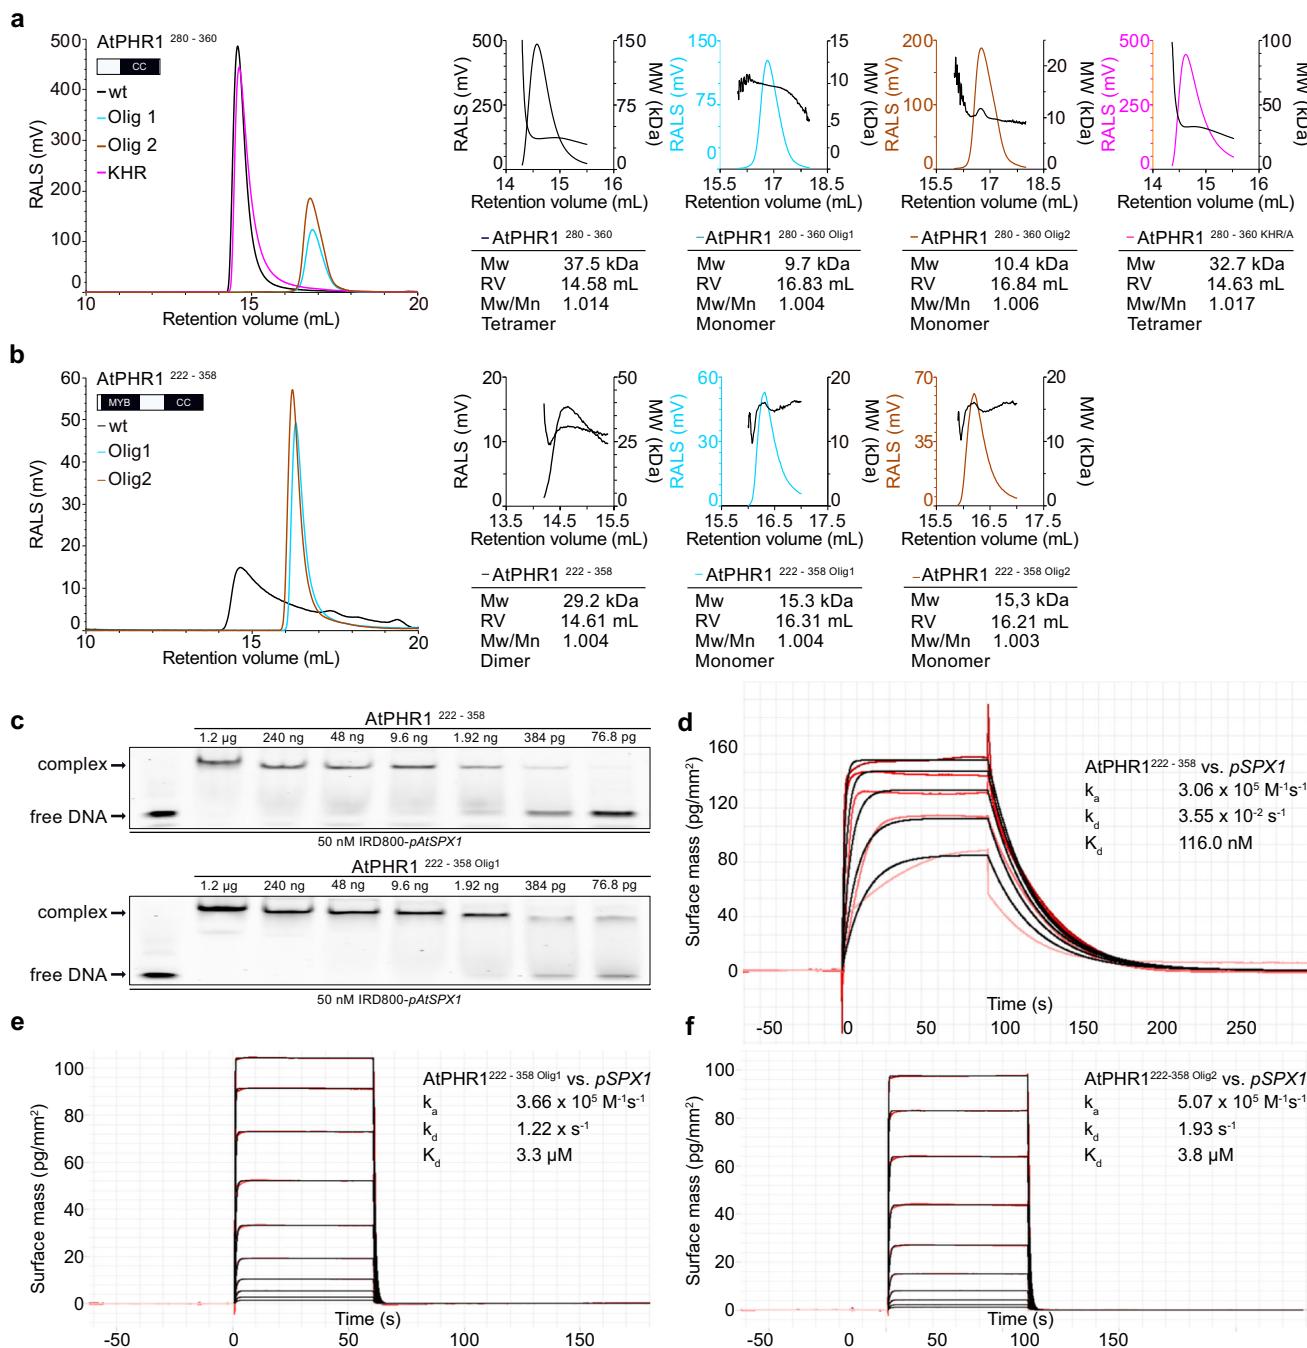 a
AtPHR1 280 - 360
CC
wt
Olig 1
Olig 2
KHR
RALS (mV)
500
400
300
200
100
0
10 15 20
Retention volume (mL)
RALS (mV)
500
250
0
150
75
0
MW (kDa)
14 15 16
Retention volume (mL)
AtPHR1 280 - 360
Mw 37.5 kDa
RV 14.58 mL
Mw/Mn 1.014
Tetramer
RALS (mV)
150
75
0
15
10
5
3
0
MW (kDa)
15.5 17 18.5
Retention volume (mL)
AtPHR1 280 - 360 Olig1
Mw 9.7 kDa
RV 16.83 mL
Mw/Mn 1.004
Monomer
RALS (mV)
200
100
0
20
10
0
MW (kDa)
15.5 17 18.5
Retention volume (mL)
AtPHR1 280 - 360 Olig2
Mw 10.4 kDa
RV 16.84 mL
Mw/Mn 1.006
Monomer
RALS (mV)
500
250
0
100
50
0
MW (kDa)
14 15 16
Retention volume (mL)
AtPHR1 280 - 360 KHR/A
Mw 32.7 kDa
RV 14.63 mL
Mw/Mn 1.017
Tetramer
b
AtPHR1 222 - 358
MYB CC
wt
Olig1
Olig2
RALS (mV)
60
50
40
30
20
10
0
10 15 20
Retention volume (mL)
RALS (mV)
20
10
0
50
25
0
MW (kDa)
13.5 14.5 15.5
Retention volume (mL)
AtPHR1 222 - 358
Mw 29.2 kDa
RV 14.61 mL
Mw/Mn 1.004
Dimer
RALS (mV)
60
30
0
20
10
0
MW (kDa)
15.5 16.5 17.5
Retention volume (mL)
AtPHR1 222 - 358 Olig1
Mw 15.3 kDa
RV 16.31 mL
Mw/Mn 1.004
Monomer
RALS (mV)
70
35
0
20
10
0
MW (kDa)
15.5 16.5 17.5
Retention volume (mL)
AtPHR1 222 - 358 Olig2
Mw 15,3 kDa
RV 16.21 mL
Mw/Mn 1.003
Monomer
c
AtPHR1 222 - 358
1.2 µg 240 ng 48 ng 9.6 ng 1.92 ng 384 pg 76.8 pg
complex
free DNA
50 nM IRD800-pAtSPX1
AtPHR1 222 - 358 Olig1
1.2 µg 240 ng 48 ng 9.6 ng 1.92 ng 384 pg 76.8 pg
complex
free DNA
50 nM IRD800-pAtSPX1
d
Surface mass (pg/mm²)
160
120
80
40
0
AtPHR1 222 - 358 vs. pSPX1
ka 3.06 x 10⁵ M⁻¹s⁻¹
kd 3.55 x 10⁻² s⁻¹
Kd 116.0 nM
Time (s)
-50 0 50 100 150 200 250
e
Surface mass (pg/mm²)
100
80
60
40
20
0
AtPHR1 222 - 358 Olig1 vs. pSPX1
ka 3.66 x 10⁵ M⁻¹s⁻¹
kd 1.22 x s⁻¹
Kd 3.3 µM
Time (s)
-50 0 50 100 150
f
Surface mass (pg/mm²)
100
80
60
40
20
0
AtPHR1 222-358 Olig2 vs. pSPX1
ka 5.07 x 10⁵ M⁻¹s⁻¹
kd 1.93 s⁻¹
Kd 3.8 µM
Time (s)
-50 0 50 100 150